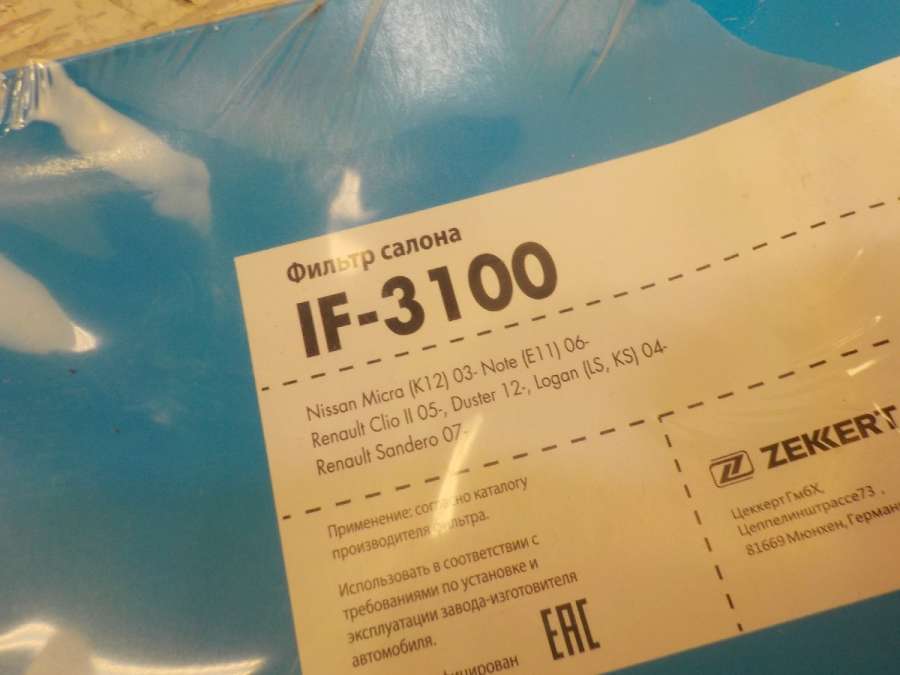 Фильтр салона
IF-3100
Nissan Micra (K12) 03- Note (E11) 06-
Renault Clio II 05-, Duster 12-, Logan (LS, KS) 04-
Renault Sandero 07-
Применение: согласно каталогу
производителя фильтра.
Использовать в соответствии с
требованиями по установке и
эксплуатации завода-изготовителя
автомобиля.
EAC
ZEKKERT
Цеккерт ГмбХ,
Цеппелинштрассе73 ,
81669 Мюнхен, Герман